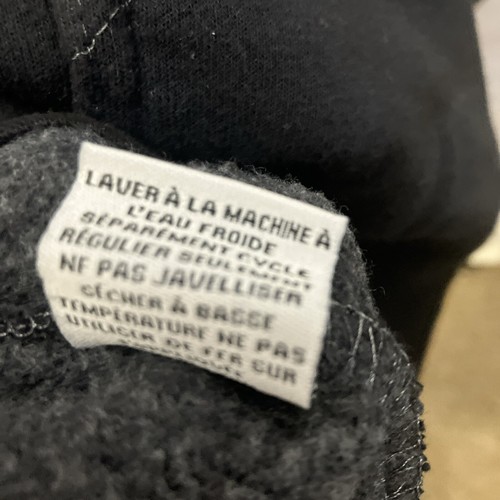 LAVER À LA MACHINE À
L'EAU FROIDE
SÉPARÉMENT CYCLE
RÉGULIER SEULEMENT
NE PAS JAVELLISER
SÉCHER À BASSE
TEMPÉRATURE NE PAS
UTILISER DE FER SUR